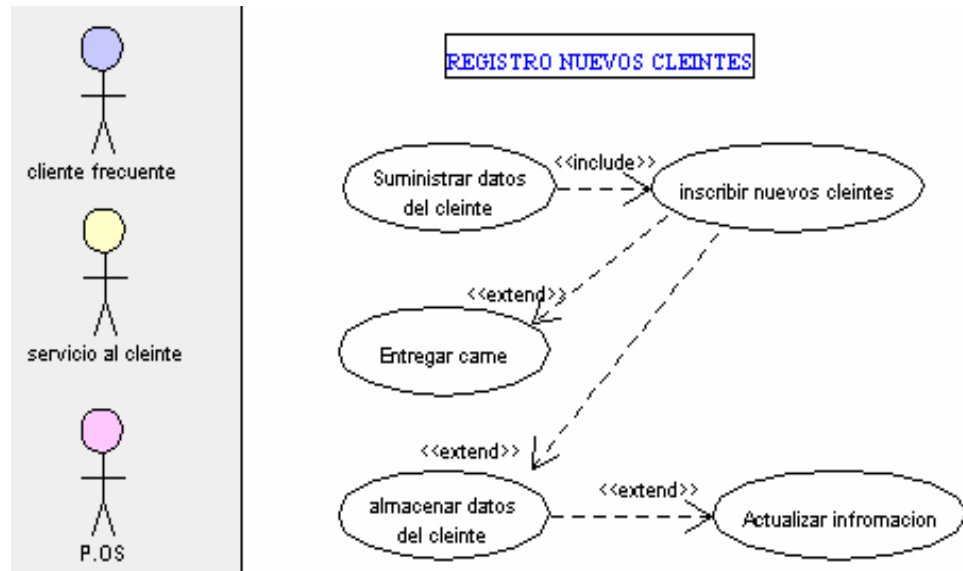 REGISTRO NUEVOS CLEINTES
cliente frecuente
servicio al cleinte
P.OS
Suministrar datos
del cleinte
<<include>>
inscribir nuevos cleintes
<<extend>>
Entregar carne
<<extend>>
almacenar datos
del cleinte
<<extend>>
Actualizar infromacion